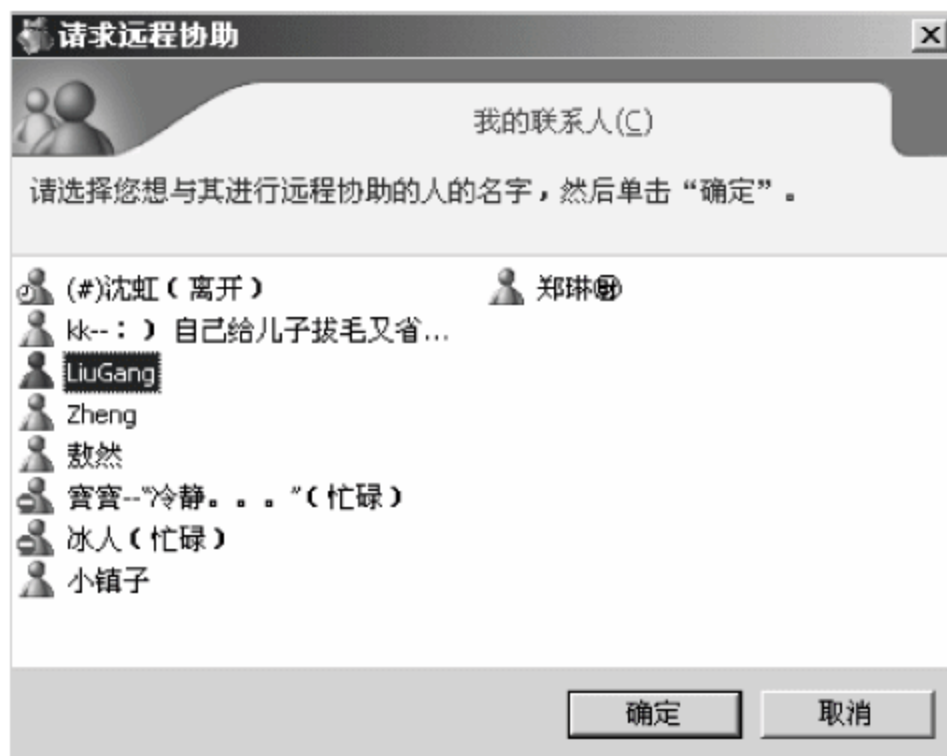 请求远程协助
我的联系人(C)
请选择您想与其进行远程协助的人的名字，然后单击“确定”。
(#)沈虹（离开）
kk--：） 自己给儿子拔毛又省...
LiuGang
Zheng
敖然
寶寶--“冷静。。。”（忙碌）
冰人（忙碌）
小镇子
郑琳
确定
取消